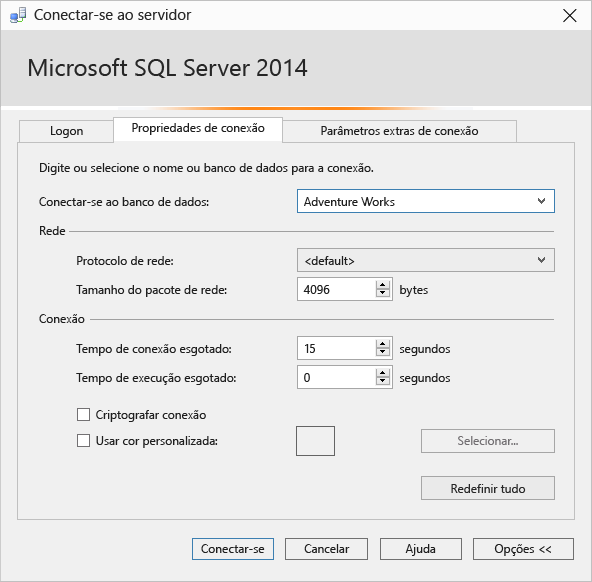 Conectar-se ao servidor
Microsoft SQL Server 2014
Logon Propriedades de conexão Parâmetros extras de conexão
Digite ou selecione o nome ou banco de dados para a conexão.
Conectar-se ao banco de dados: Adventure Works
Rede
Protocolo de rede: <default>
Tamanho do pacote de rede: 4096 bytes
Conexão
Tempo de conexão esgotado: 15 segundos
Tempo de execução esgotado: 0 segundos
Criptografar conexão
Usar cor personalizada: Selecionar...
Redefinir tudo
Conectar-se Cancelar Ajuda Opções <<